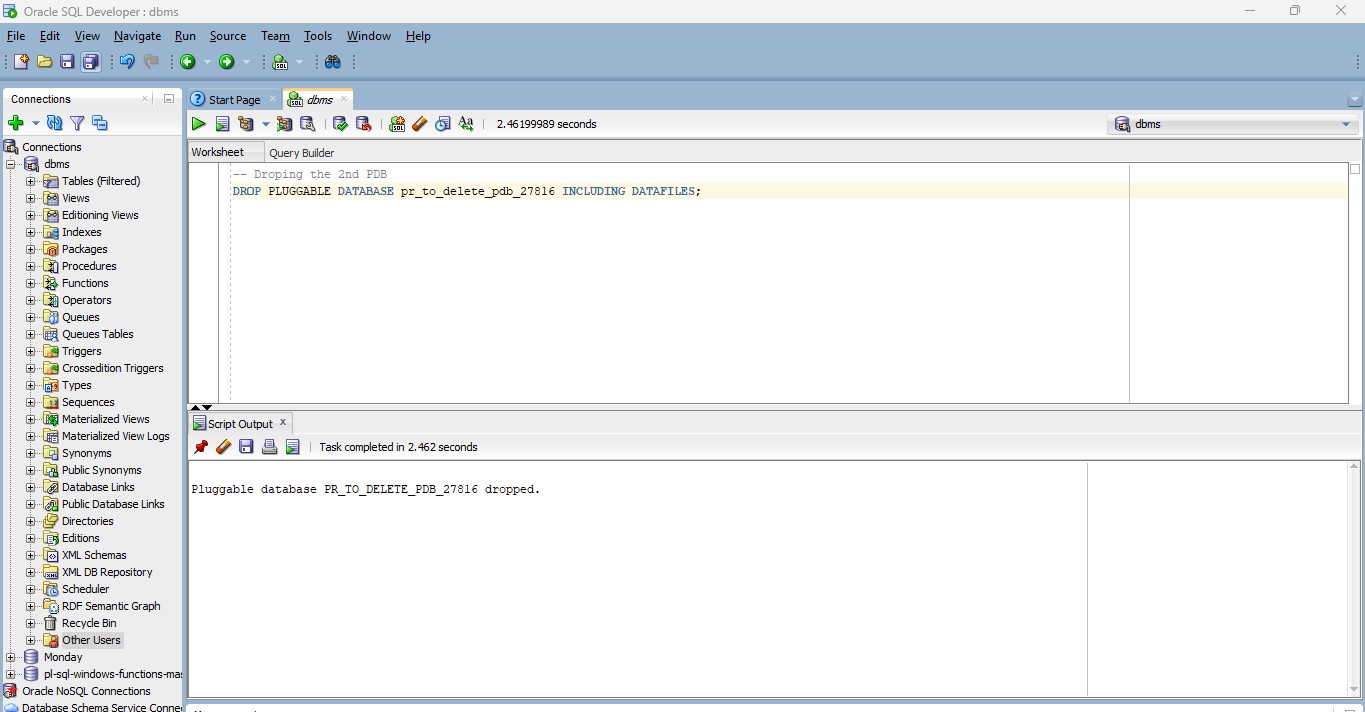 Oracle SQL Developer : dbms
File Edit View Navigate Run Source Team Tools Window Help
Connections
Start Page
dbms
2.46199989 seconds
dbms
Worksheet Query Builder
-- Droping the 2nd PDB
DROP PLUGGABLE DATABASE pr_to_delete_pdb_27816 INCLUDING DATAFILES;
Connections
dbms
Tables (Filtered)
Views
Editioning Views
Indexes
Packages
Procedures
Functions
Operators
Queues
Queues Tables
Triggers
Crossedition Triggers
Types
Sequences
Materialized Views
Materialized View Logs
Synonyms
Public Synonyms
Database Links
Public Database Links
Directories
Editions
XML Schemas
XML DB Repository
Scheduler
RDF Semantic Graph
Recycle Bin
Other Users
Monday
pl-sql-windows-functions-mas
Oracle NoSQL Connections
Database Schema Service Connec
Script Output
Task completed in 2.462 seconds
Pluggable database PR_TO_DELETE_PDB_27816 dropped.